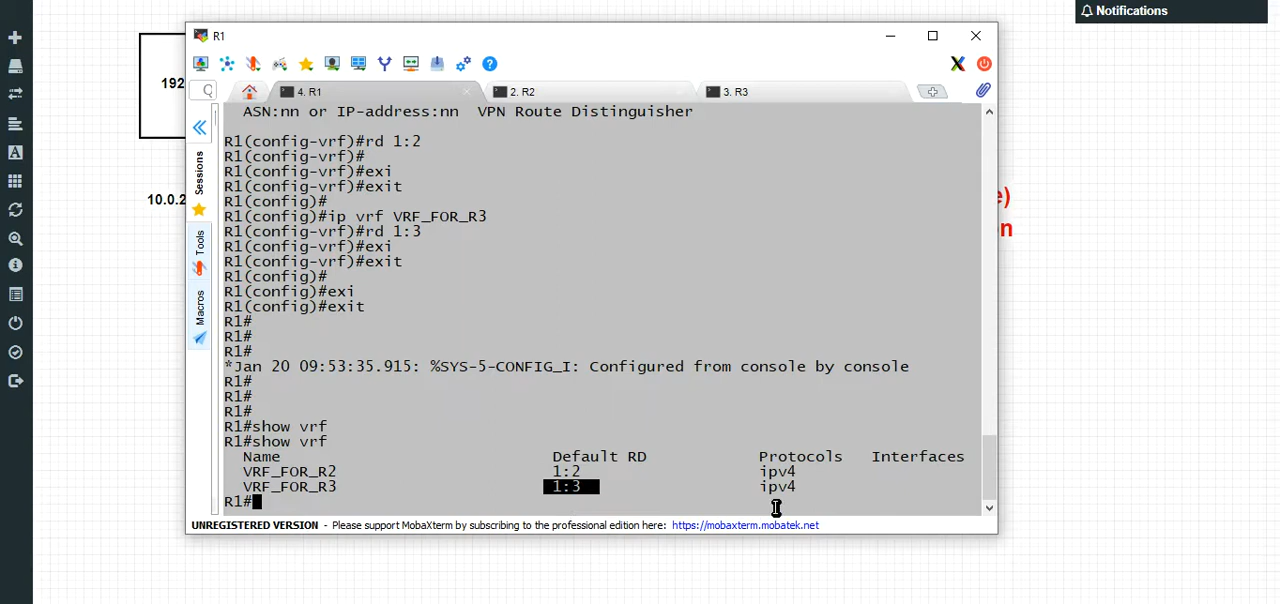 Notifications
R1
4. R1
2. R2
3. R3
192
10.0.2
e)
on
Sessions
Tools
Macros
ASN:nn or IP-address:nn  VPN Route Distinguisher
R1(config-vrf)#rd 1:2
R1(config-vrf)#
R1(config-vrf)#exi
R1(config-vrf)#exit
R1(config)#
R1(config)#ip vrf VRF_FOR_R3
R1(config-vrf)#rd 1:3
R1(config-vrf)#exi
R1(config-vrf)#exit
R1(config)#
R1(config)#exi
R1(config)#exit
R1#
R1#
R1#
*Jan 20 09:53:35.915: %SYS-5-CONFIG_I: Configured from console by console
R1#
R1#
R1#
R1#show vrf
R1#show vrf
Name Default RD Protocols Interfaces
VRF_FOR_R2 1:2 ipv4
VRF_FOR_R3 1:3 ipv4
R1#
UNREGISTERED VERSION - Please support MobaXterm by subscribing to the professional edition here: https://mobaxterm.mobatek.net